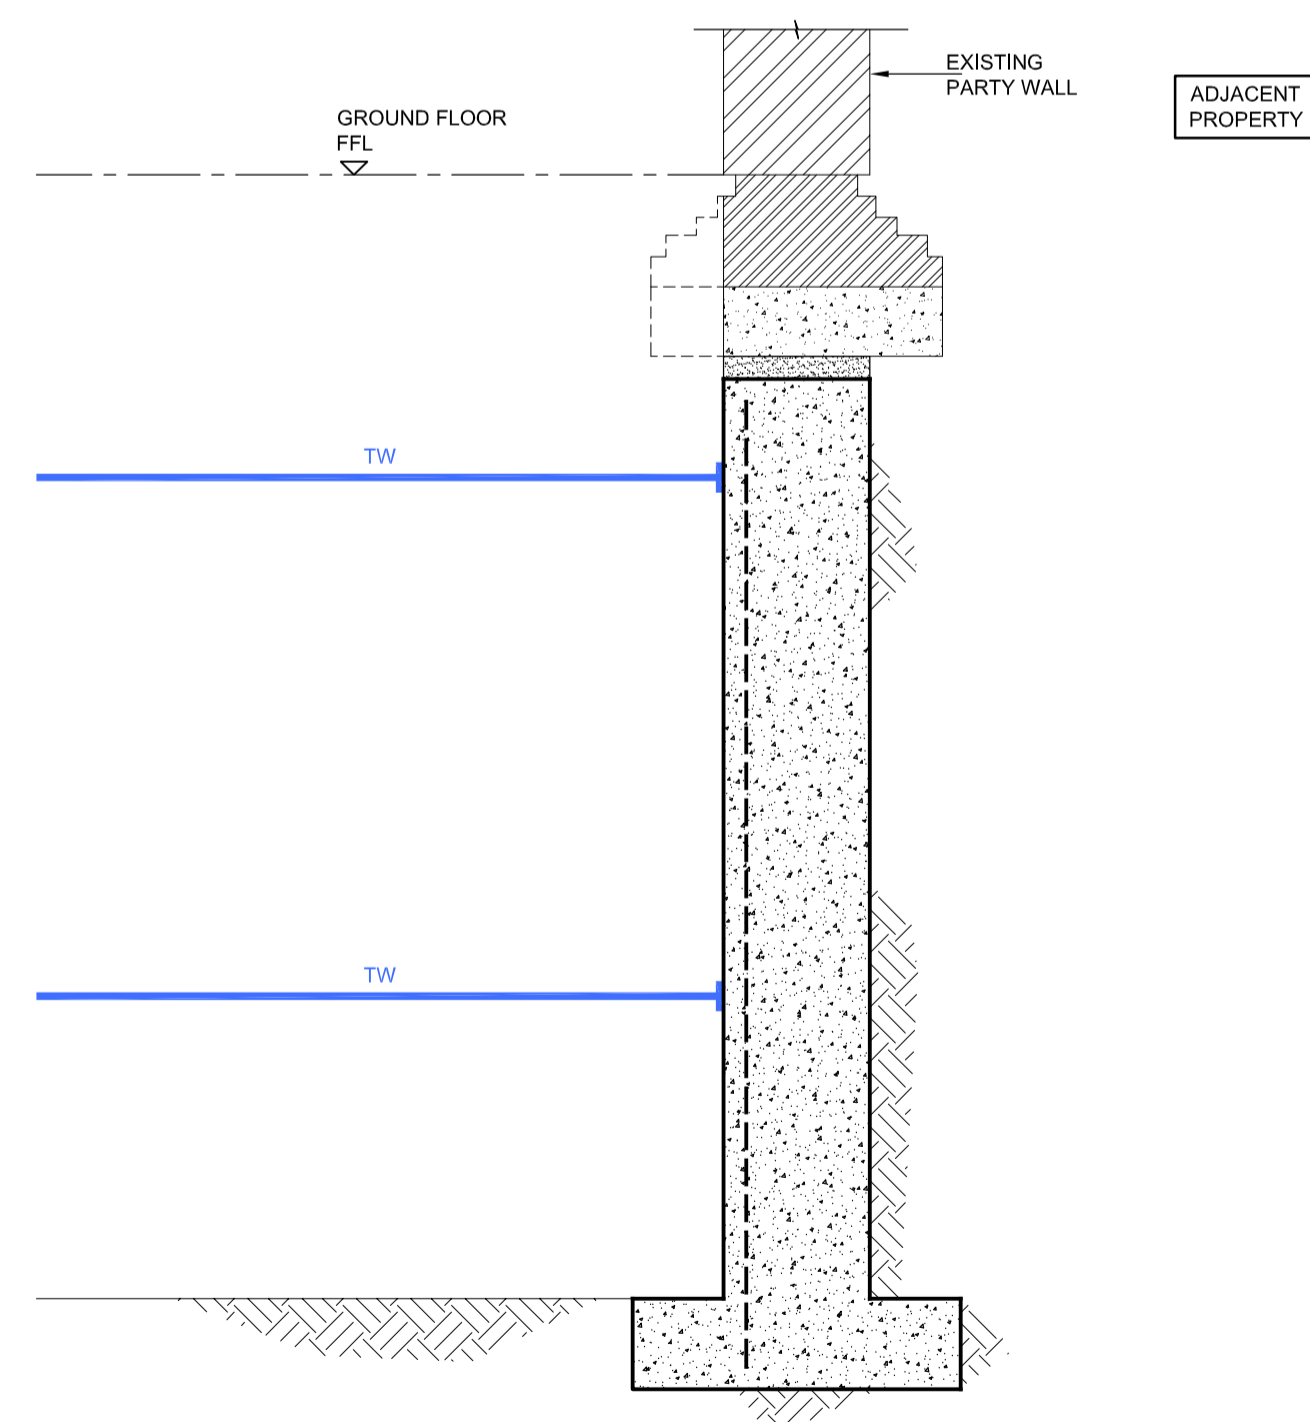 EXISTING
PARTY WALL
ADJACENT
PROPERTY
GROUND FLOOR
FFL
TW
TW